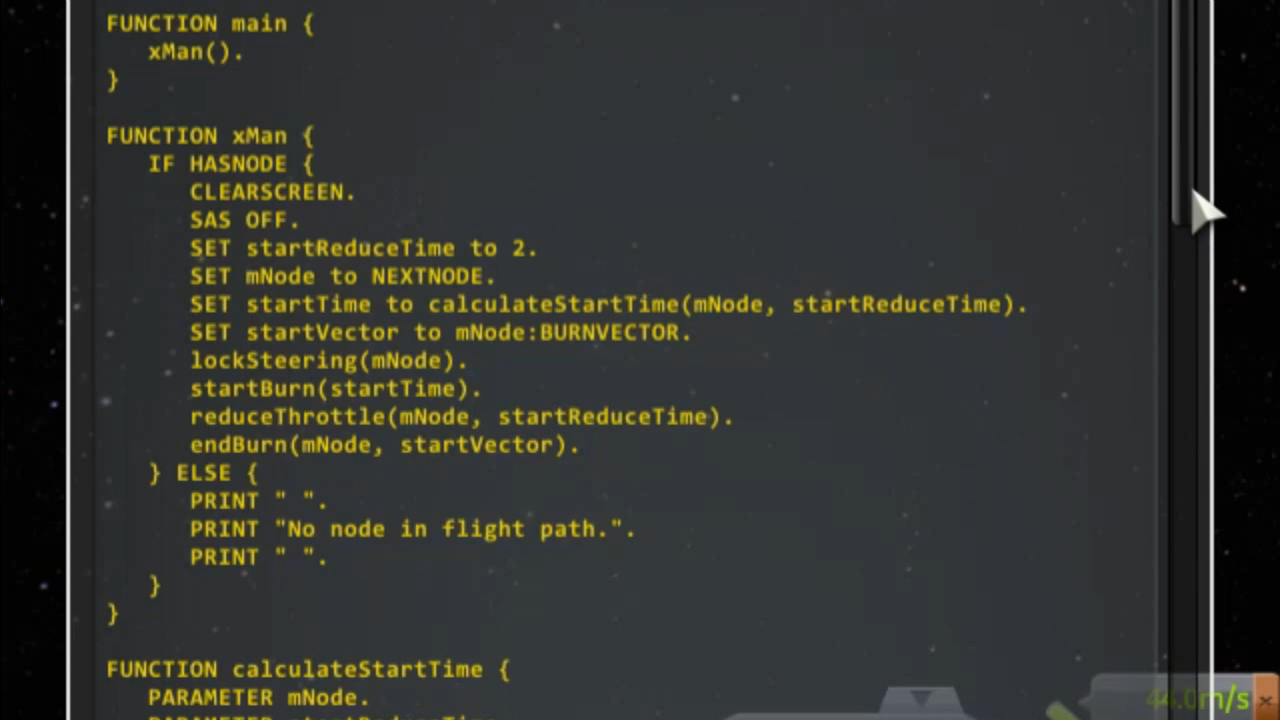 FUNCTION main {
xMan().
}
FUNCTION xMan {
IF HASNODE {
CLEARSCREEN.
SAS OFF.
SET startReduceTime to 2.
SET mNode to NEXTNODE.
SET startTime to calculateStartTime(mNode, startReduceTime).
SET startVector to mNode:BURNVECTOR.
lockSteering(mNode).
startBurn(startTime).
reduceThrottle(mNode, startReduceTime).
endBurn(mNode, startVector).
} ELSE {
PRINT " ".
PRINT "No node in flight path.".
PRINT " ".
}
}
FUNCTION calculateStartTime {
PARAMETER mNode.
44.0m/s